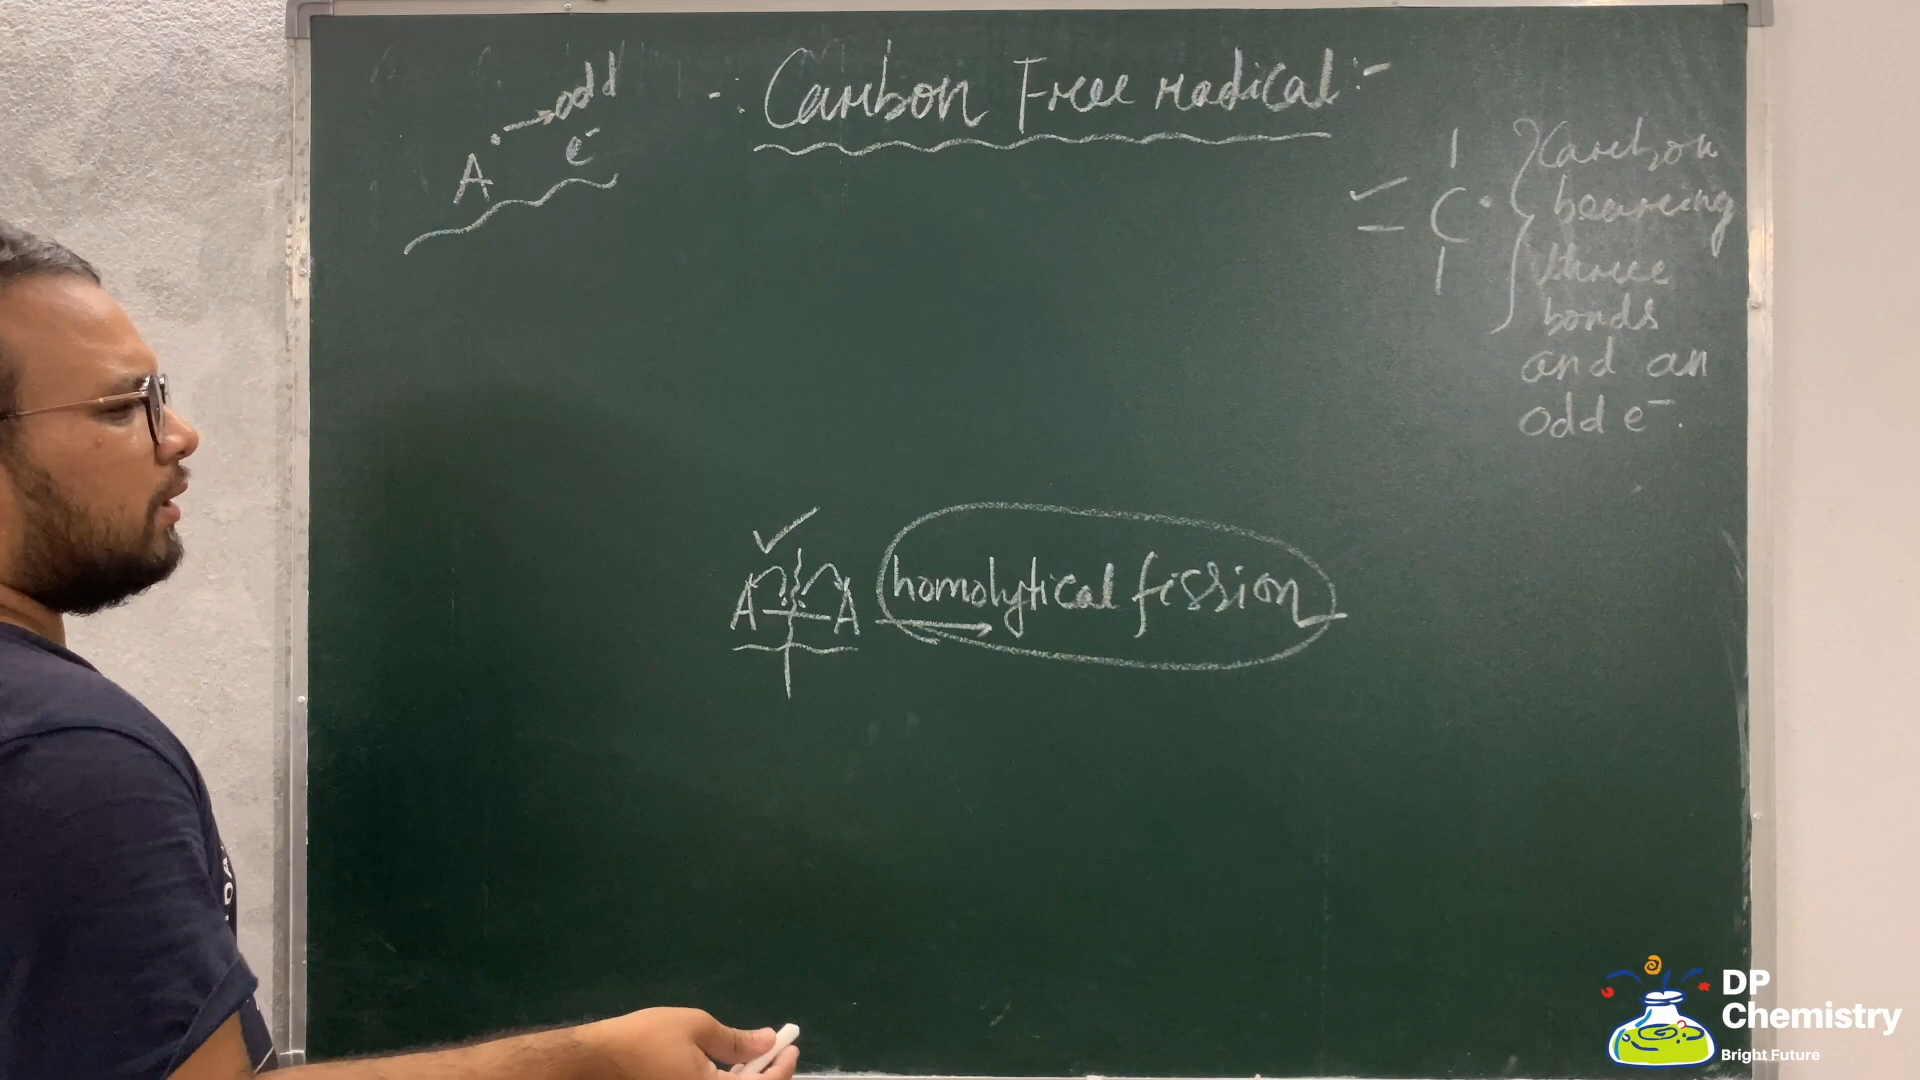 Carbon Free radical :-
A· → odd
e⁻
C·
Carbon
bearing
three
bonds
and an
odd e⁻.
A — A homolytical fission
DP
Chemistry
Bright Future